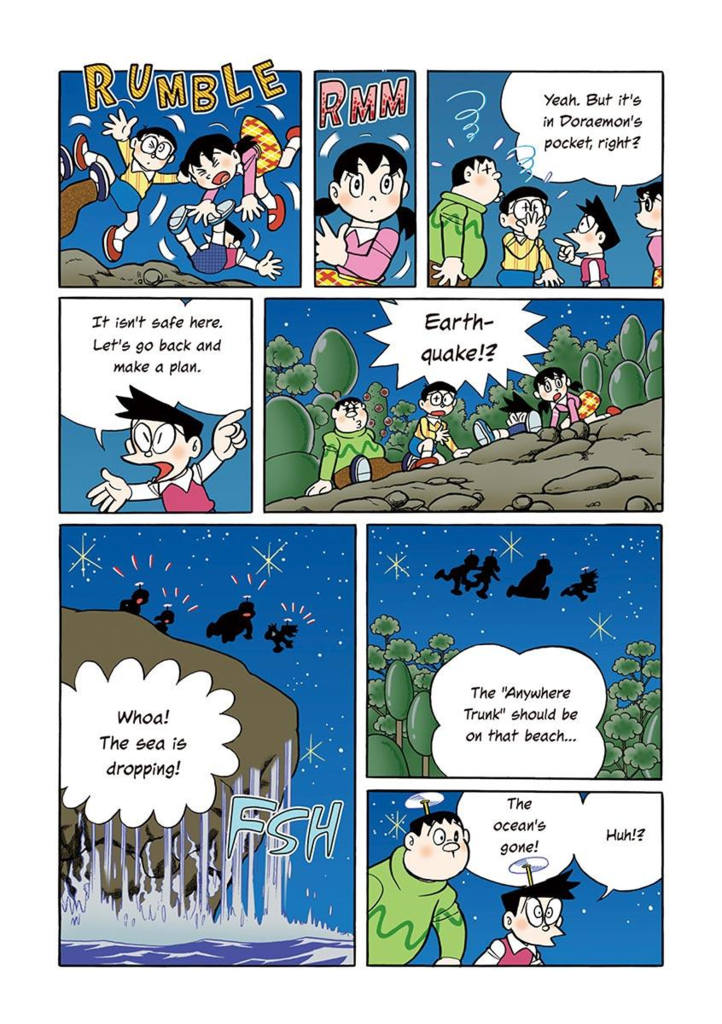 Yeah. But it's
in Doraemon's
pocket, right?
RMM
RUMBLE
Earth-
quake!?
It isn't safe here.
Let's go back and
make a plan.
The "Anywhere
Trunk" should be
on that beach...
Huh!?
The
ocean's
gone!
Whoa!
The sea is
dropping!
FSH